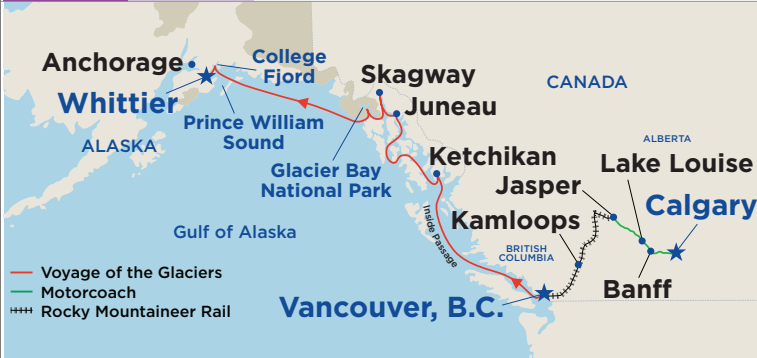 Anchorage
College
Fjord
Whittier
Skagway
Juneau
CANADA
Prince William
Sound
ALASKA
Glacier Bay
National Park
Ketchikan
ALBERTA
Lake Louise
Jasper
Calgary
Kamloops
Inside Passage
Gulf of Alaska
BRITISH
COLUMBIA
Banff
Vancouver, B.C.
Voyage of the Glaciers
Motorcoach
Rocky Mountaineer Rail